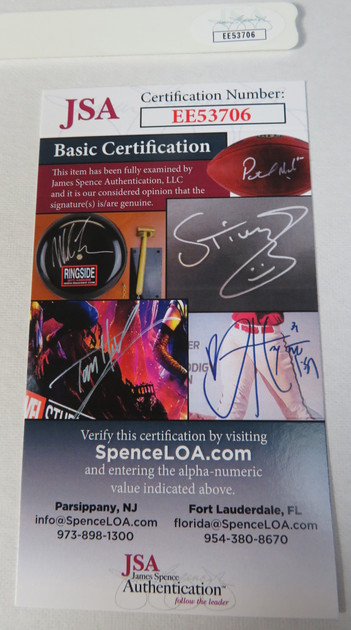 EE53706
JSA
Certification Number:
EE53706
Basic Certification
This item has been fully examined by
James Spence Authentication, LLC
and it is our considered opinion that the
signature(s) is/are genuine.
RINGSIDE
Verify this certification by visiting
SpenceLOA.com
and entering the alpha-numeric
value indicated above.
Parsippany, NJ
info@SpenceLOA.com
973-898-1300
Fort Lauderdale, FL
florida@SpenceLOA.com
954-380-8670
JSA
James Spence
Authentication
follow the leader